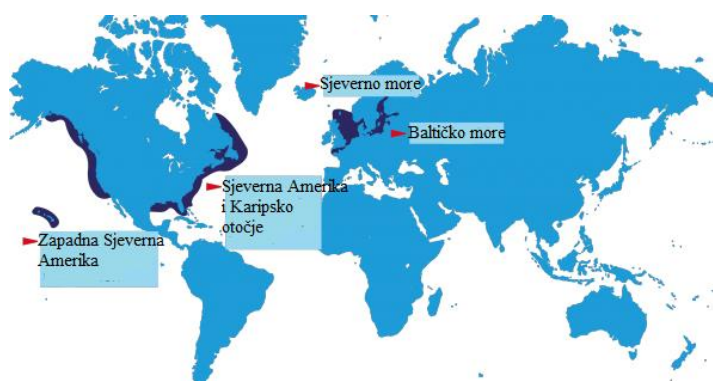 Sjeverno more
Baltičko more
Sjeverna Amerika
i Karipsko
otočje
Zapadna Sjeverna
Amerika